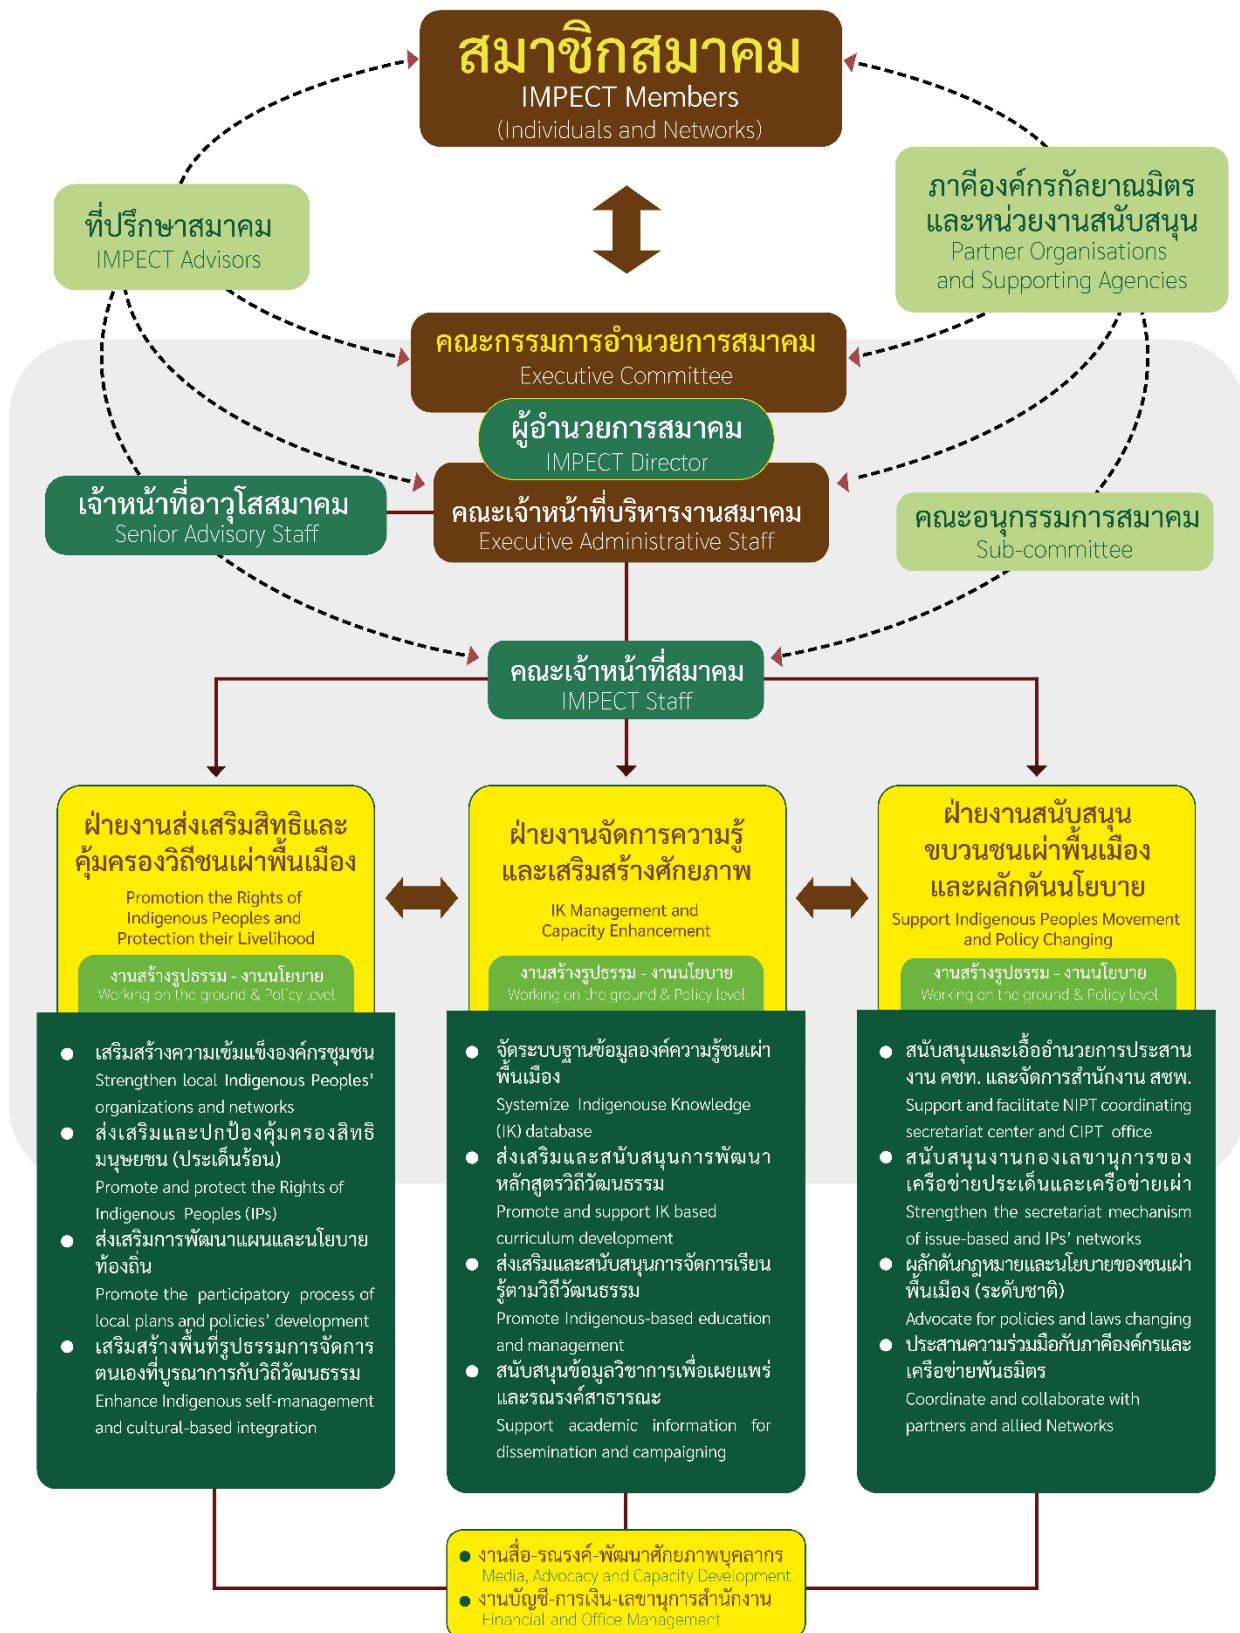 สมาชิกสมาคม
IMPECT Members
(Individuals and Networks)
ที่ปรึกษาสมาคม
IMPECT Advisors
ภาคีองค์กรกัลยาณมิตร
และหน่วยงานสนับสนุน
Partner Organisations
and Supporting Agencies
คณะกรรมการอำนวยการสมาคม
Executive Committee
ผู้อำนวยการสมาคม
IMPECT Director
เจ้าหน้าที่อาวุโสสมาคม
Senior Advisory Staff
คณะเจ้าหน้าที่บริหารงานสมาคม
Executive Administrative Staff
คณะอนุกรรมการสมาคม
Sub-committee
คณะเจ้าหน้าที่สมาคม
IMPECT Staff
ฝ่ายงานส่งเสริมสิทธิและ
คุ้มครองวิถีชนเผ่าพื้นเมือง
Promotion the Rights of
Indigenous Peoples and
Protection their Livelihood
งานสร้างรูปธรรม - งานนโยบาย
Working on the ground & Policy level
เสริมสร้างความเข้มแข็งองค์กรชุมชน
Strengthen local Indigenous Peoples'
organizations and networks
ส่งเสริมและปกป้องคุ้มครองสิทธิ
มนุษยชน (ประเด็นร้อน)
Promote and protect the Rights of
Indigenous Peoples (IPs)
ส่งเสริมการพัฒนาแผนและนโยบาย
ท้องถิ่น
Promote the participatory process of
local plans and policies' development
เสริมสร้างพื้นที่รูปธรรมการจัดการ
ตนเองที่บูรณาการกับวิถีวัฒนธรรม
Enhance Indigenous self-management
and cultural-based integration
ฝ่ายงานจัดการความรู้
และเสริมสร้างศักยภาพ
IK Management and
Capacity Enhancement
งานสร้างรูปธรรม - งานนโยบาย
Working on the ground & Policy level
จัดระบบฐานข้อมูลองค์ความรู้ชนเผ่า
พื้นเมือง
Systemize Indigenouse Knowledge
(IK) database
ส่งเสริมและสนับสนุนการพัฒนา
หลักสูตรวิถีวัฒนธรรม
Promote and support IK based
curriculum development
ส่งเสริมและสนับสนุนการจัดการเรียน
รู้ตามวิถีวัฒนธรรม
Promote Indigenous-based education
and management
สนับสนุนข้อมูลวิชาการเพื่อเผยแพร่
และรณรงค์สาธารณะ
Support academic information for
dissemination and campaigning
ฝ่ายงานสนับสนุน
ขบวนชนเผ่าพื้นเมือง
และผลักดันนโยบาย
Support Indigenous Peoples Movement
and Policy Changing
งานสร้างรูปธรรม - งานนโยบาย
Working on the ground & Policy level
สนับสนุนและเอื้ออำนวยการประสาน
งาน คชท. และจัดการสำนักงาน สชพ.
Support and facilitate NIPT coordinating
secretariat center and CIPT office
สนับสนุนงานกองเลขานุการของ
เครือข่ายประเด็นและเครือข่ายเผ่า
Strengthen the secretariat mechanism
of issue-based and IPs' networks
ผลักดันกฎหมายและนโยบายของชนเผ่า
พื้นเมือง (ระดับชาติ)
Advocate for policies and laws changing
ประสานความร่วมมือกับภาคีองค์กรและ
เครือข่ายพันธมิตร
Coordinate and collaborate with
partners and allied Networks
งานสื่อ-รณรงค์-พัฒนาศักยภาพบุคลากร
Media, Advocacy and Capacity Development
งานบัญชี-การเงิน-เลขานุการสำนักงาน
Financial and Office Management